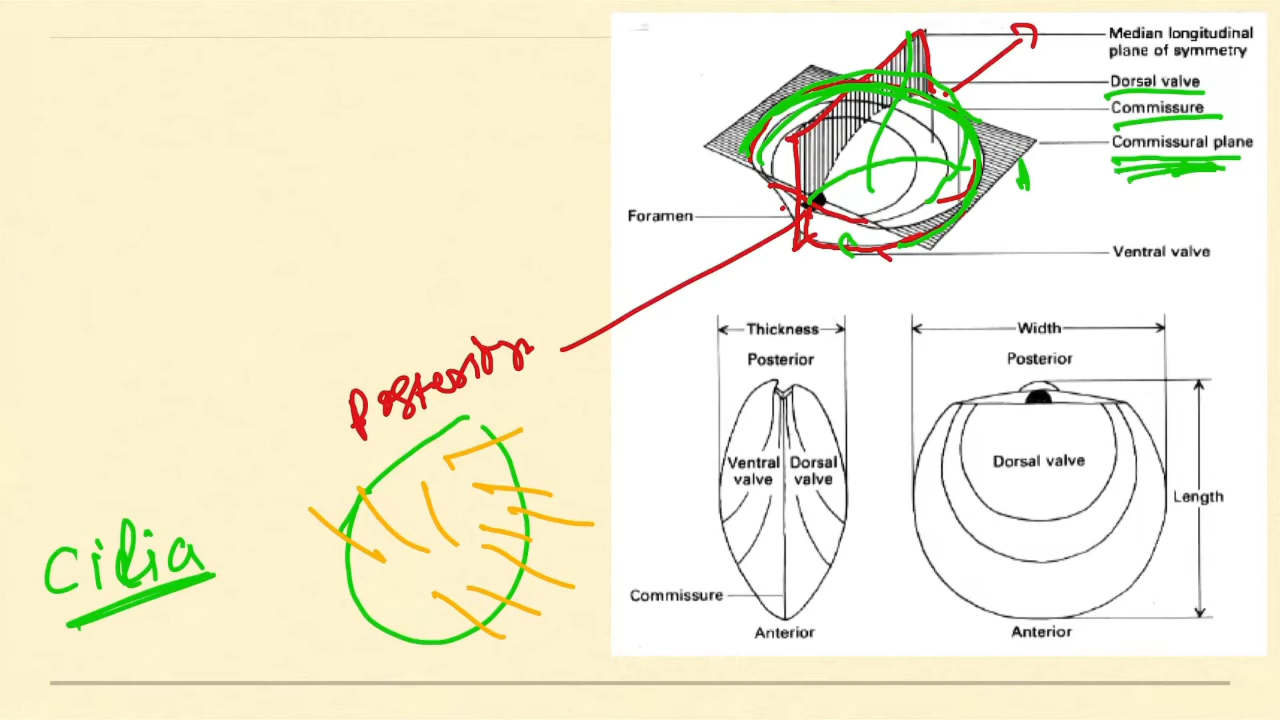 Median longitudinal
plane of symmetry
Dorsal valve
Commissure
Commissural plane
Foramen
Ventral valve
Thickness
Width
Posterior
Posterior
Ventral
valve
Dorsal
valve
Dorsal valve
Length
Commissure
Anterior
Anterior
Cilia